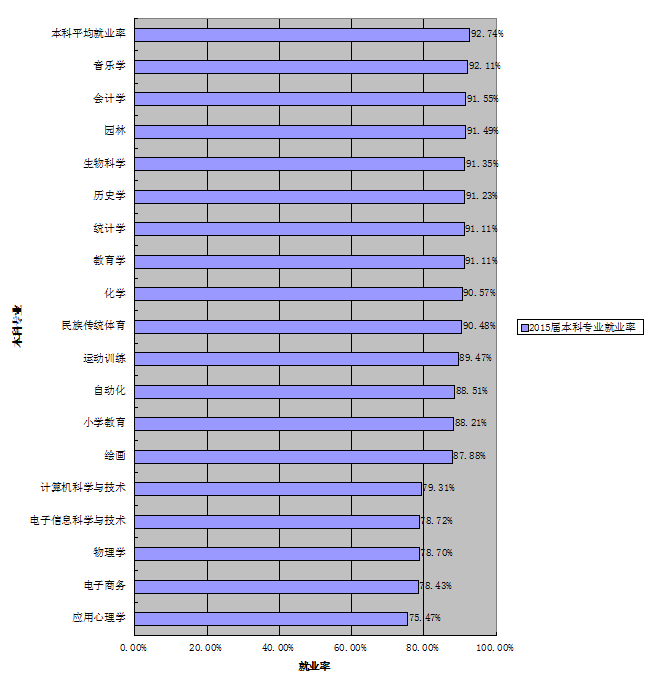 本科平均就业率 92.74%
音乐学 92.11%
会计学 91.55%
园林 91.49%
生物科学 91.35%
历史学 91.23%
统计学 91.11%
教育学 91.11%
化学 90.57%
民族传统体育 90.48%
运动训练 89.47%
自动化 88.51%
小学教育 88.21%
绘画 87.88%
计算机科学与技术 79.31%
电子信息科学与技术 78.72%
物理学 78.70%
电子商务 78.43%
应用心理学 75.47%
本科专业
0.00% 20.00% 40.00% 60.00% 80.00% 100.00%
就业率
2015届本科专业就业率